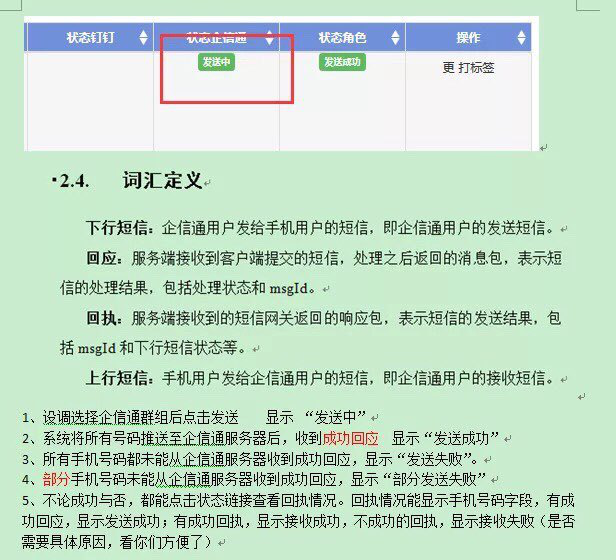 状态钉钉 状态企信通 状态角色 操作
发送中 发送成功 更 打标签
2.4. 词汇定义
下行短信：企信通用户发给手机用户的短信，即企信通用户的发送短信。
回应：服务端接收到客户端提交的短信，处理之后返回的消息包，表示短
信的处理结果，包括处理状态和 msgId。
回执：服务端接收到的短信网关返回的响应包，表示短信的发送结果，包
括 msgId 和下行短信状态等。
上行短信：手机用户发给企信通用户的短信，即企信通用户的接收短信。
1、设调选择企信通群组后点击发送 显示 “发送中”
2、系统将所有号码推送至企信通服务器后，收到成功回应 显示“发送成功”
3、所有手机号码都未能从企信通服务器收到成功回应，显示“发送失败”。
4、部分手机号码未能从企信通服务器收到成功回应，显示“部分发送失败”
5、不论成功与否，都能点击状态链接查看回执情况。回执情况能显示手机号码字段，有成
功回应，显示发送成功；有成功回执，显示接收成功，不成功的回执，显示接收失败（是否
需要具体原因，看你们方便了）